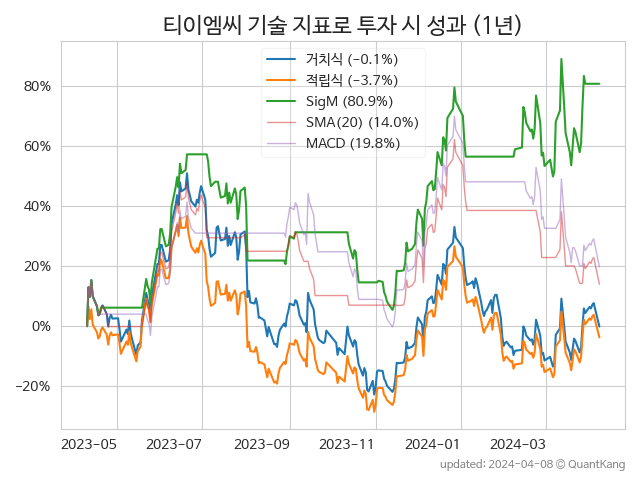 티이엠씨 기술 지표로 투자 시 성과 (1년)
거치식 (−0.1%)
적립식 (−3.7%)
SigM (80.9%)
SMA(20) (14.0%)
MACD (19.8%)
80%
60%
40%
20%
0%
−20%
2023-05 2023-07 2023-09 2023-11 2024-01 2024-03
updated: 2024-04-08 © QuantKang